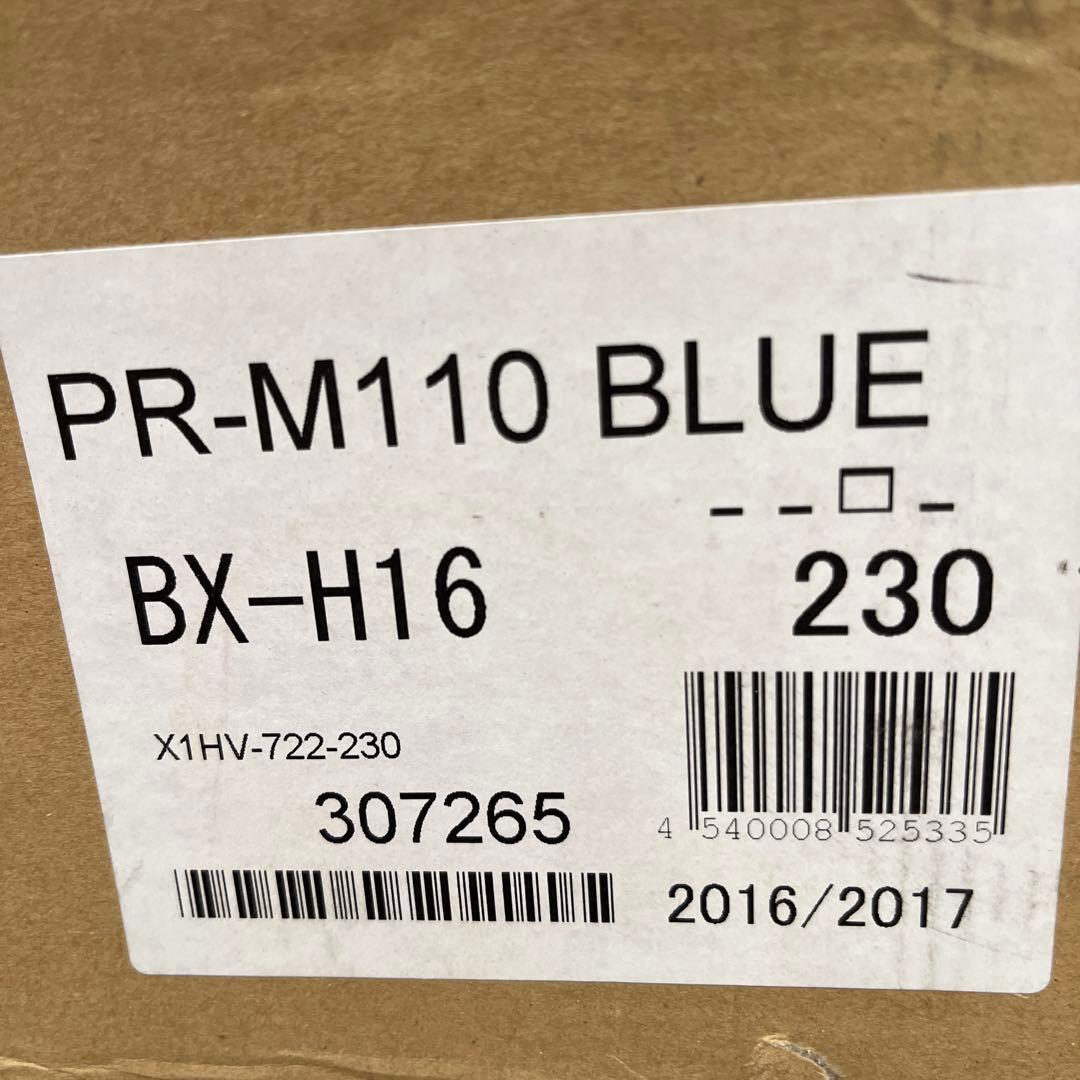 PR-M110 BLUE
– – □ –
BX-H16 230
X1HV-722-230
307265
4 540008 525335
2016/2017